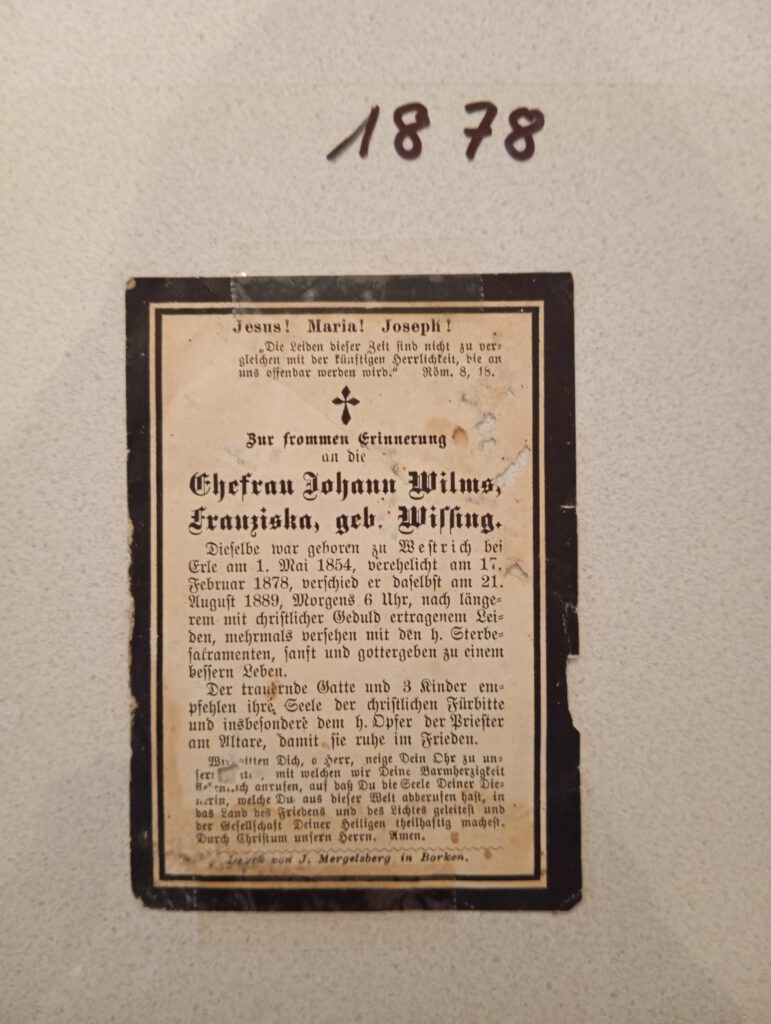 1878
Jesus! Maria! Joseph!
„Die Leiden dieser Zeit sind nicht zu ver-
gleichen mit der künftigen Herrlichkeit, die an
uns offenbar werden wird.“ Röm. 8, 18.
Zur frommen Erinnerung
an die
Ehefrau Johann Wilms,
Franziska, geb. Wissing.
Dieselbe war geboren zu Westrich bei
Erle am 1. Mai 1854, verehelicht am 17.
Februar 1878, verschied er daselbst am 21.
August 1889, Morgens 6 Uhr, nach länge-
rem mit christlicher Geduld ertragenem Lei-
den, mehrmals versehen mit den h. Sterbe-
sakramenten, sanft und gottergeben zu einem
bessern Leben.
Der trauernde Gatte und 3 Kinder em-
pfehlen ihre Seele der christlichen Fürbitte
und insbesondere dem h. Opfer der Priester
am Altare, damit sie ruhe im Frieden.
Wir bitten Dich, o Herr, neige Dein Ohr zu un-
mit welchen wir Deine Barmherzigkeit
anrufen, auf daß Du die Seele Deiner Die-
nerin, welche Du aus dieser Welt abberufen hast, in
das Land des Friedens und des Lichtes geleitest und
der Gesellschaft Deiner Heiligen theilhaftig machest.
Durch Christum unsern Herrn. Amen.
Druck von J. Mergelsberg in Borken.